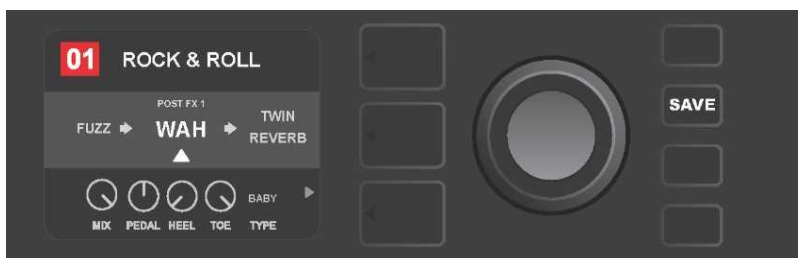 01 ROCK & ROLL
POST FX 1
FUZZ WAH TWIN REVERB
BABY
MIX PEDAL HEEL TOE TYPE
SAVE